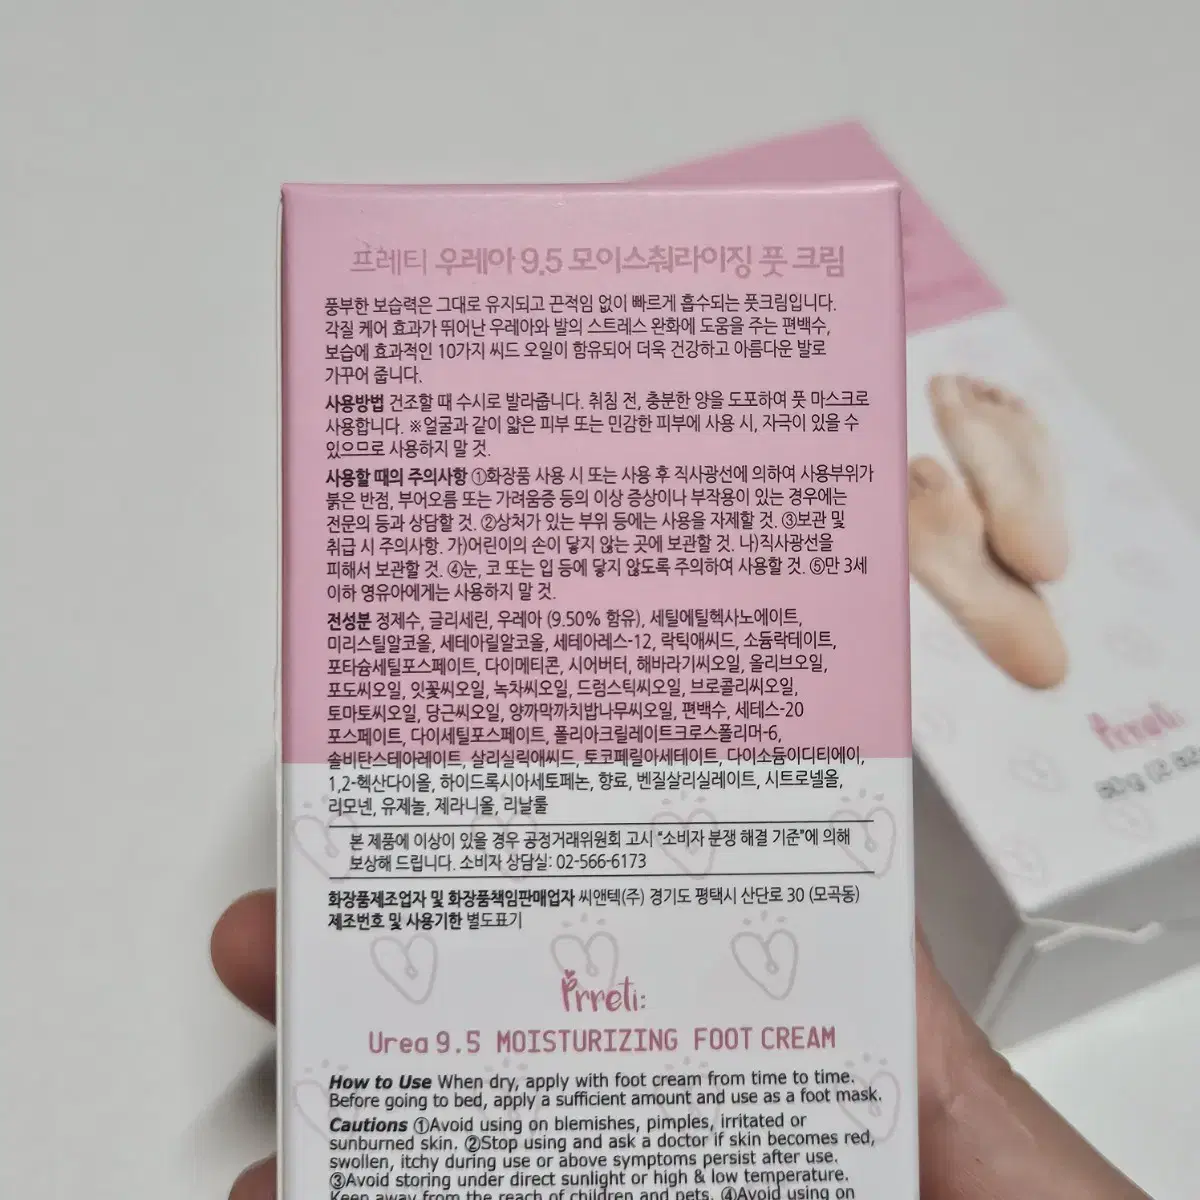 프레티 우레아 9.5 모이스춰라이징 풋 크림
풍부한 보습력은 그대로 유지되고 끈적임 없이 빠르게 흡수되는 풋크림입니다.
각질 케어 효과가 뛰어난 우레아와 발의 스트레스 완화에 도움을 주는 편백수,
보습에 효과적인 10가지 씨드 오일이 함유되어 더욱 건강하고 아름다운 발로
가꾸어 줍니다.
사용방법 건조할 때 수시로 발라줍니다. 취침 전, 충분한 양을 도포하여 풋 마스크로
사용합니다. ※얼굴과 같이 얇은 피부 또는 민감한 피부에 사용 시, 자극이 있을 수
있으므로 사용하지 말 것.
사용할 때의 주의사항 ①화장품 사용 시 또는 사용 후 직사광선에 의하여 사용부위가
붉은 반점, 부어오름 또는 가려움증 등의 이상 증상이나 부작용이 있는 경우에는
전문의 등과 상담할 것. ②상처가 있는 부위 등에는 사용을 자제할 것. ③보관 및
취급 시 주의사항. 가)어린이의 손이 닿지 않는 곳에 보관할 것. 나)직사광선을
피해서 보관할 것. ④눈, 코 또는 입 등에 닿지 않도록 주의하여 사용할 것. ⑤만 3세
이하 영유아에게는 사용하지 말 것.
전성분 정제수, 글리세린, 우레아 (9.50% 함유), 세틸에틸헥사노에이트,
미리스틸알코올, 세테아릴알코올, 세테아레스-12, 락틱애씨드, 소듐락테이트,
포타슘세틸포스페이트, 다이메티콘, 시어버터, 해바라기씨오일, 올리브오일,
포도씨오일, 잇꽃씨오일, 녹차씨오일, 드럼스틱씨오일, 브로콜리씨오일,
토마토씨오일, 당근씨오일, 양까막까치밥나무씨오일, 편백수, 세테스-20
포스페이트, 다이세틸포스페이트, 폴리아크릴레이트크로스폴리머-6,
솔비탄스테아레이트, 살리실릭애씨드, 토코페릴아세테이트, 다이소듐이디티에이,
1,2-헥산다이올, 하이드록시아세토페논, 향료, 벤질살리실레이트, 시트로넬올,
리모넨, 유제놀, 제라니올, 리날룰
본 제품에 이상이 있을 경우 공정거래위원회 고시 "소비자 분쟁 해결 기준"에 의해
보상해 드립니다. 소비자 상담실: 02-566-6173
화장품제조업자 및 화장품책임판매업자 씨앤텍(주) 경기도 평택시 산단로 30 (모곡동)
제조번호 및 사용기한 별도표기
Prreti:
Urea 9.5 MOISTURIZING FOOT CREAM
How to Use When dry, apply with foot cream from time to time.
Before going to bed, apply a sufficient amount and use as a foot mask.
Cautions ①Avoid using on blemishes, pimples, irritated or
sunburned skin. ②Stop using and ask a doctor if skin becomes red,
swollen, itchy during use or above symptoms persist after use.
③Avoid storing under direct sunlight or high & low temperature.
Keep away from the reach of children and pets. ④Avoid using on
Prreti: